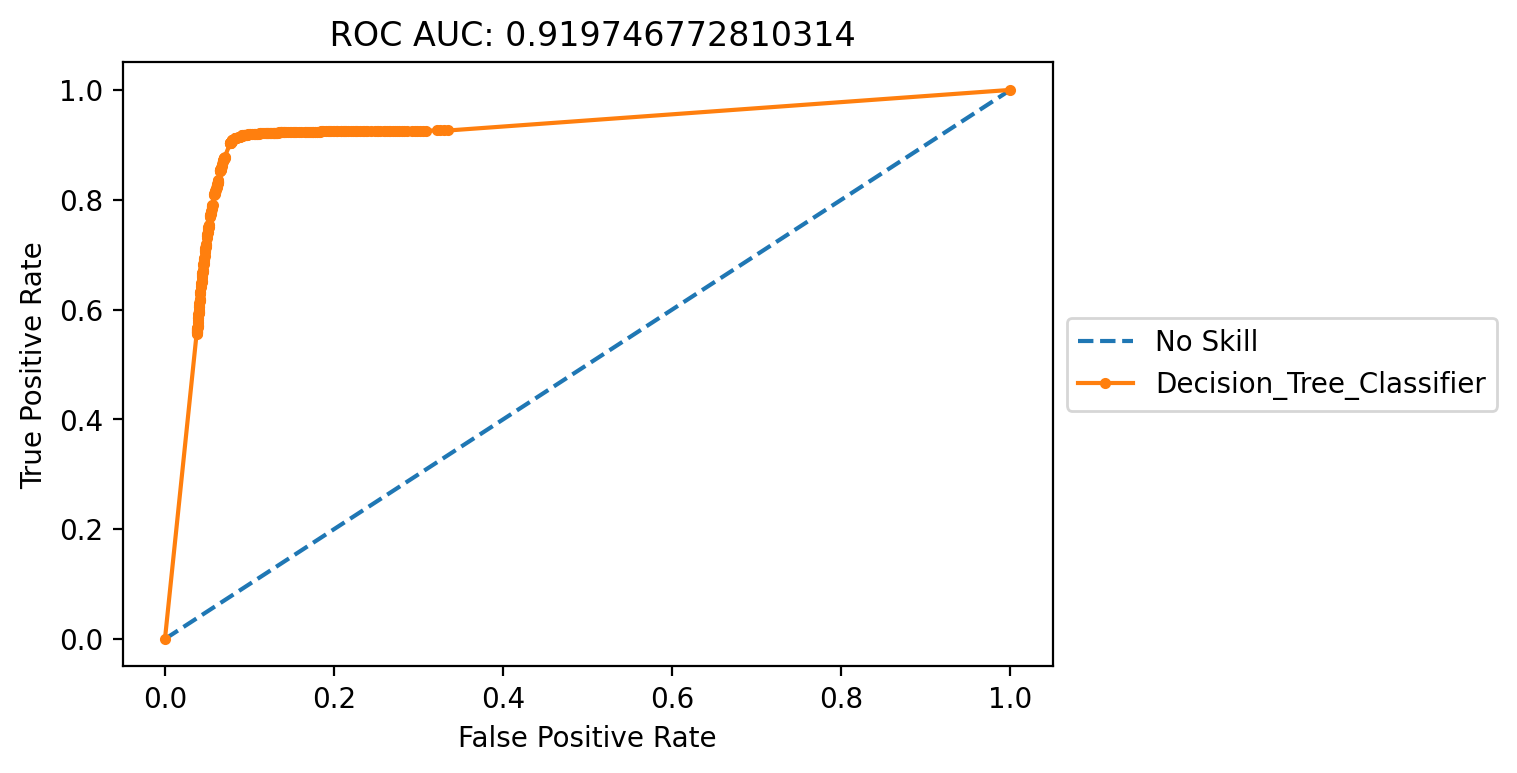 ROC AUC: 0.919746772810314
True Positive Rate
1.0
0.8
0.6
0.4
0.2
0.0
0.0 0.2 0.4 0.6 0.8 1.0
False Positive Rate
No Skill
Decision_Tree_Classifier